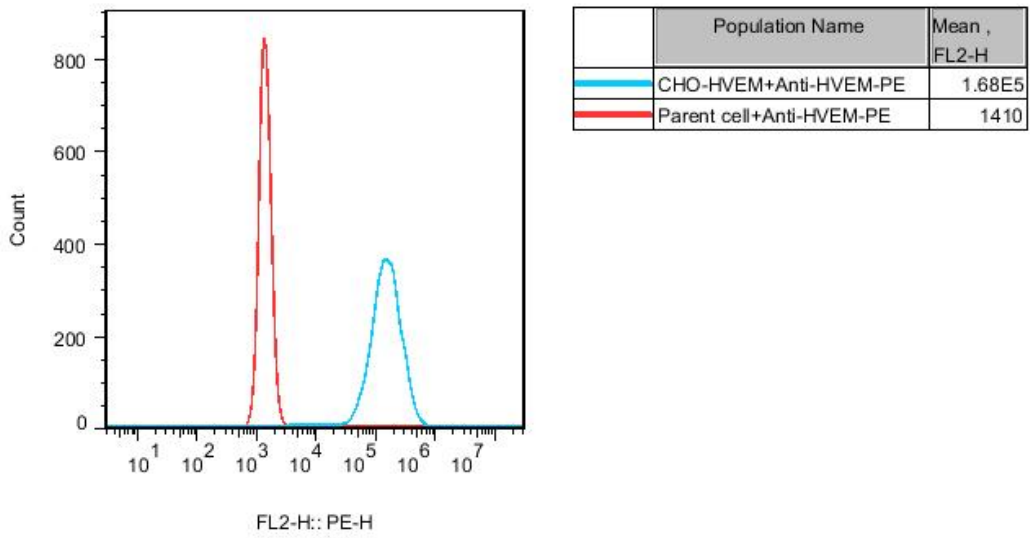 800
600
400
200
0
Count
10^1 10^2 10^3 10^4 10^5 10^6 10^7
FL2-H:: PE-H
Population Name
Mean , FL2-H
CHO-HVEM+Anti-HVEM-PE 1.68E5
Parent cell+Anti-HVEM-PE 1410